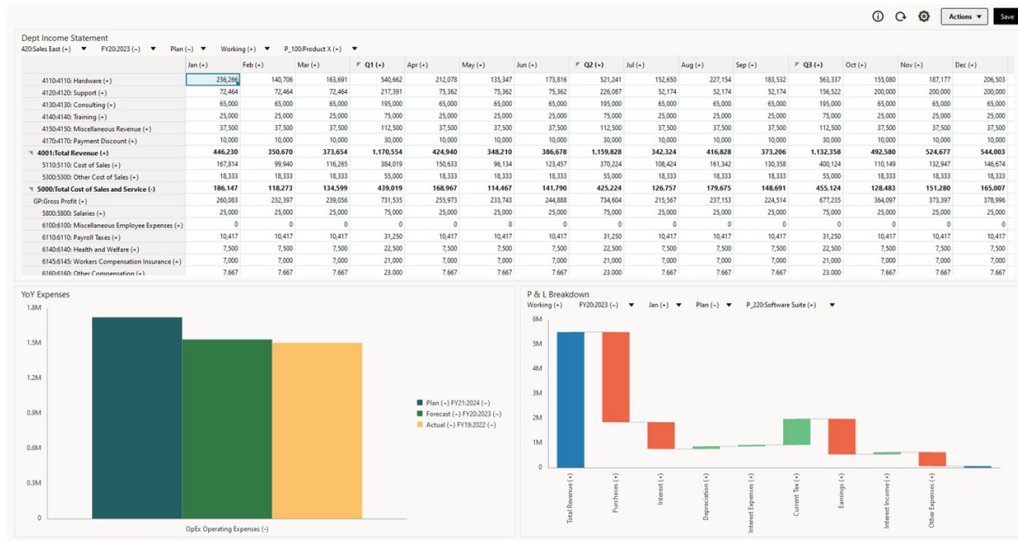 Actions ▼ Save
Dept Income Statement
420:Sales East (+) ▼ FY20:2023 (~) ▼ Plan (~) ▼ Working (+) ▼ P_100:Product X (+) ▼
Jan (+) Feb (+) Mar (+) Q1 (+) Apr (+) May (+) Jun (+) Q2 (+) Jul (+) Aug (+) Sep (+) Q3 (+) Oct (+) Nov (+) Dec (+)
4110:4110: Hardware (+) 236,266 140,706 163,691 540,662 212,078 135,347 173,816 521,241 152,650 227,154 183,532 563,337 155,080 187,177 206,503
4120:4120: Support (+) 72,464 72,464 72,464 217,391 75,362 75,362 75,362 226,087 52,174 52,174 52,174 156,522 200,000 200,000 200,000
4130:4130: Consulting (+) 65,000 65,000 65,000 195,000 65,000 65,000 65,000 195,000 65,000 65,000 65,000 195,000 65,000 65,000 65,000
4140:4140: Training (+) 25,000 25,000 25,000 75,000 25,000 25,000 25,000 75,000 25,000 25,000 25,000 75,000 25,000 25,000 25,000
4150:4150: Miscellaneous Revenue (+) 37,500 37,500 37,500 112,500 37,500 37,500 37,500 112,500 37,500 37,500 37,500 112,500 37,500 37,500 37,500
4170:4170: Payment Discount (+) 10,000 10,000 10,000 30,000 10,000 10,000 10,000 30,000 10,000 10,000 10,000 30,000 10,000 10,000 10,000
4001:Total Revenue (+) 446,230 350,670 373,654 1,170,554 424,940 348,210 386,678 1,159,828 342,324 416,828 373,206 1,132,358 492,580 524,677 544,003
5110:5110: Cost of Sales (+) 167,814 99,940 116,265 384,019 150,633 96,134 123,457 370,224 108,424 161,342 130,358 400,124 110,149 132,947 146,674
5300:5300: Other Cost of Sales (+) 18,333 18,333 18,333 55,000 18,333 18,333 18,333 55,000 18,333 18,333 18,333 55,000 18,333 18,333 18,333
5000:Total Cost of Sales and Service (-) 186,147 118,273 134,599 439,019 168,967 114,467 141,790 425,224 126,757 179,675 148,691 455,124 128,483 151,280 165,007
GP:Gross Profit (+) 260,083 232,397 239,056 731,535 255,973 233,743 244,888 734,604 215,567 237,153 224,514 677,235 364,097 373,397 378,996
5800:5800: Salaries (+) 25,000 25,000 25,000 75,000 25,000 25,000 25,000 75,000 25,000 25,000 25,000 75,000 25,000 25,000 25,000
6100:6100: Miscellaneous Employee Expenses (+) 0 0 0 0 0 0 0 0 0 0 0 0 0 0 0
6110:6110: Payroll Taxes (+) 10,417 10,417 10,417 31,250 10,417 10,417 10,417 31,250 10,417 10,417 10,417 31,250 10,417 10,417 10,417
6140:6140: Health and Welfare (+) 7,500 7,500 7,500 22,500 7,500 7,500 7,500 22,500 7,500 7,500 7,500 22,500 7,500 7,500 7,500
6145:6145: Workers Compensation Insurance (+) 7,000 7,000 7,000 21,000 7,000 7,000 7,000 21,000 7,000 7,000 7,000 21,000 7,000 7,000 7,000
6160:6160: Other Compensation (+) 7,667 7,667 7,667 23,000 7,667 7,667 7,667 23,000 7,667 7,667 7,667 23,000 7,667 7,667 7,667
YoY Expenses
1.8M
1.5M
1.2M
0.9M
0.6M
0.3M
0
Plan (~) FY21:2024 (~)
Forecast (~) FY20:2023 (~)
Actual (~) FY19:2022 (~)
OpEx Operating Expenses (-)
P & L Breakdown
Working (+) FY20:2023 (~) ▼ Jan (+) ▼ Plan (~) ▼ P_220:Software Suite (+) ▼
6M
5M
4M
3M
2M
1M
0
Total Revenue (+)
Purchases (+)
Interest (+)
Depreciation (+)
Interest Expenses (+)
Current Tax (+)
Earnings (+)
Interest Income (+)
Other Expenses (+)